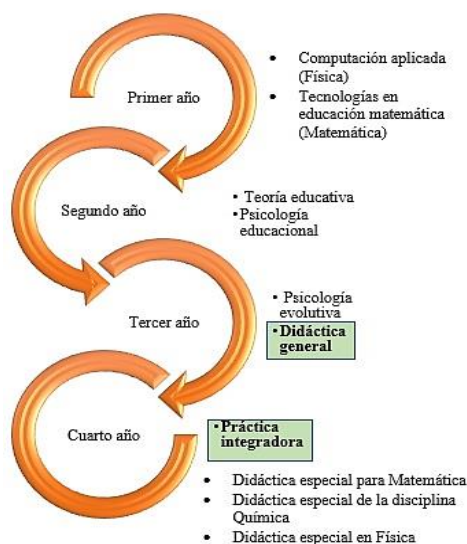 Primer año
• Computación aplicada
(Física)
• Tecnologías en
educación matemática
(Matemática)
Segundo año
• Teoría educativa
•Psicología
educacional
Tercer año
• Psicología
evolutiva
•Didáctica
general
Cuarto año
•Práctica
integradora
• Didáctica especial para Matemática
• Didáctica especial de la disciplina
Química
• Didáctica especial en Física